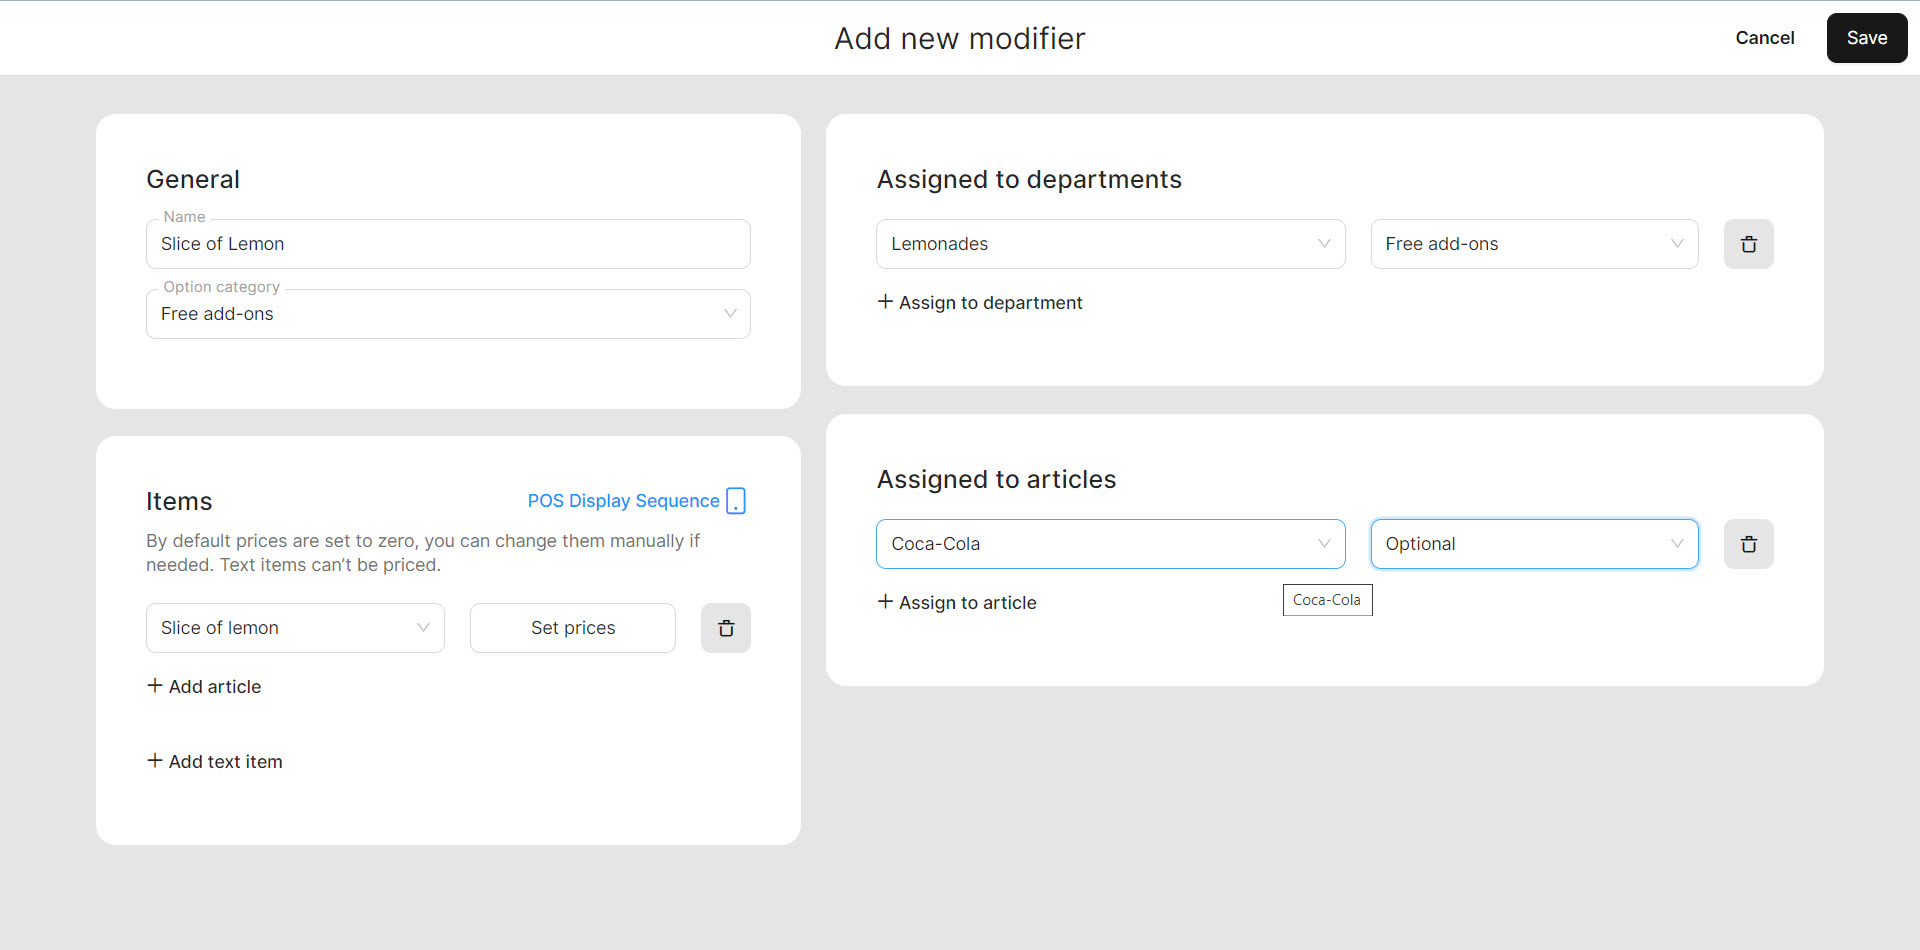 Add new modifier
Cancel
Save
General
Name
Slice of Lemon
Option category
Free add-ons
Items
POS Display Sequence
By default prices are set to zero, you can change them manually if
needed. Text items can’t be priced.
Slice of lemon
Set prices
+ Add article
+ Add text item
Assigned to departments
Lemonades
Free add-ons
+ Assign to department
Assigned to articles
Coca-Cola
Optional
+ Assign to article
Coca-Cola